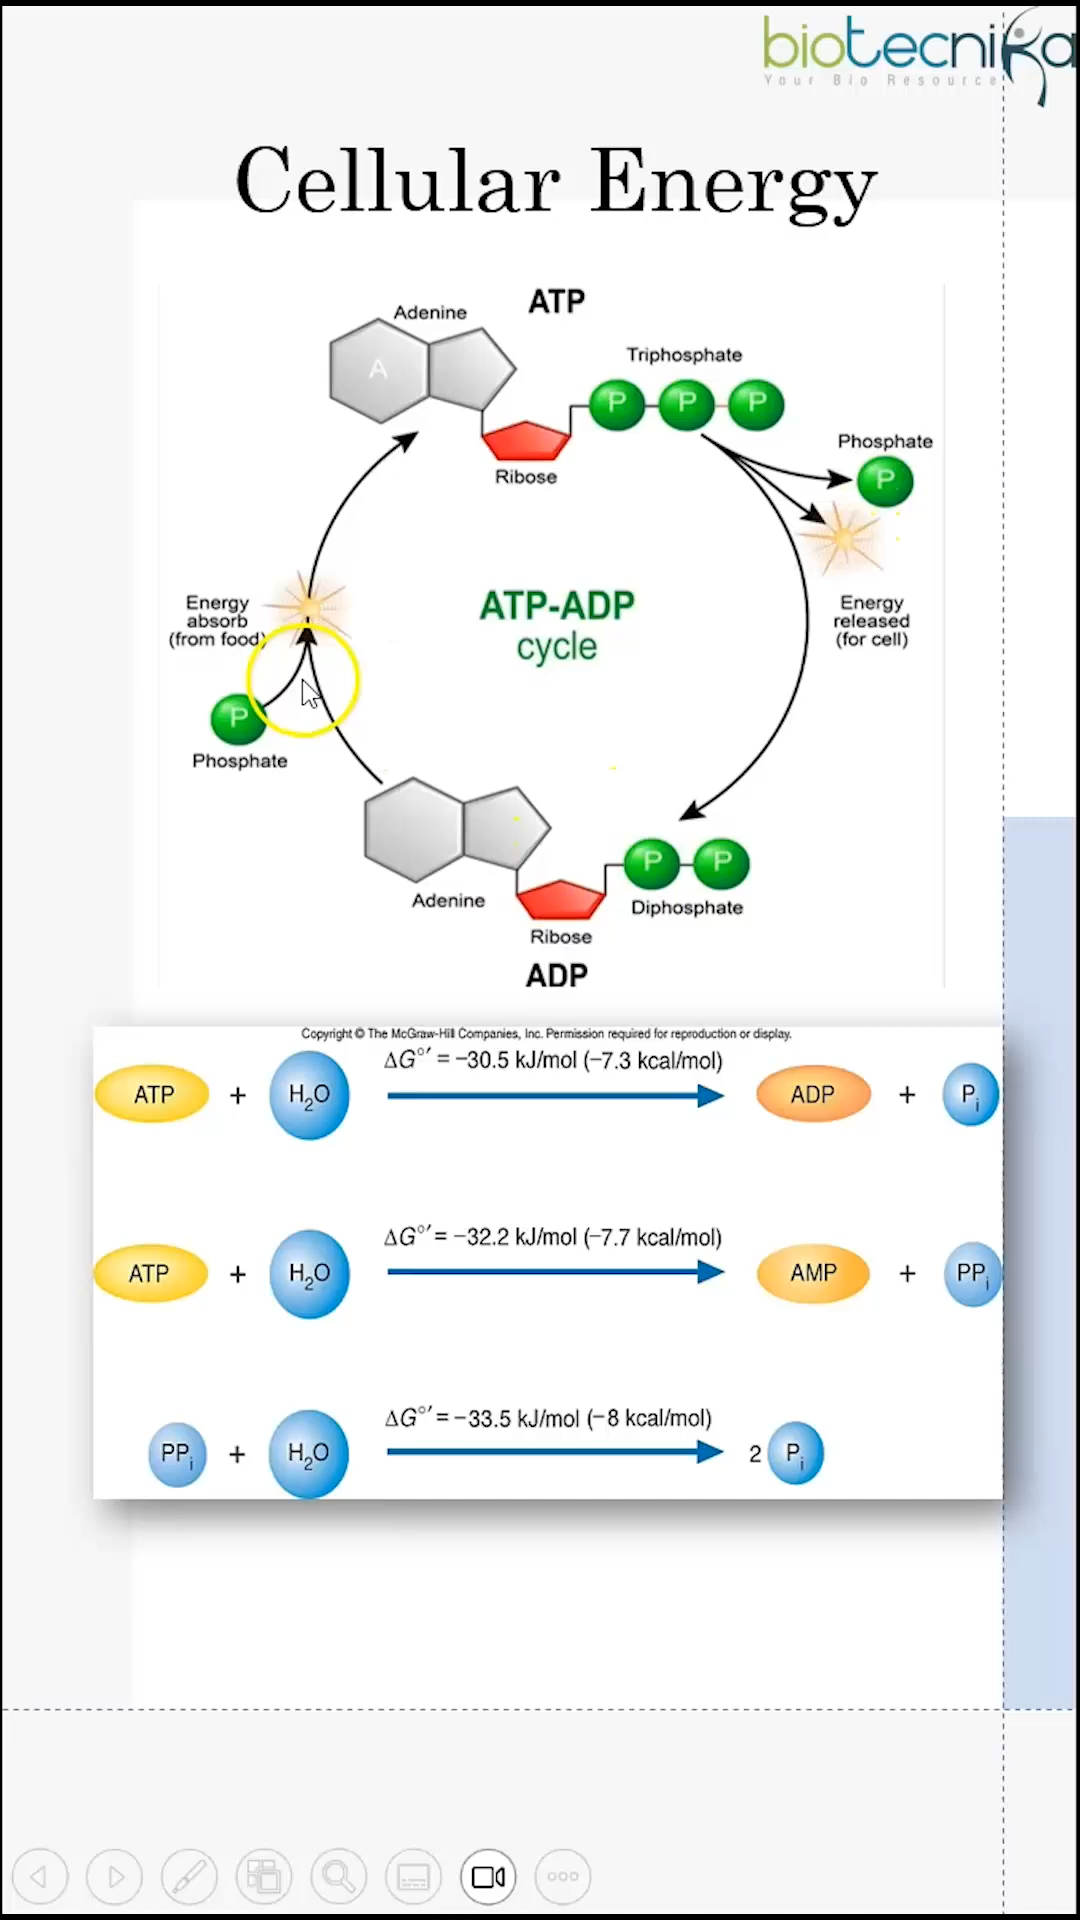 biotecnika
Your Bio Resource
Cellular Energy
ATP
Adenine
A
Triphosphate
P P P
Ribose
Phosphate
P
Energy
absorb
(from food)
ATP-ADP
cycle
Energy
released
(for cell)
P
Phosphate
P P
Adenine
Diphosphate
Ribose
ADP
Copyright © The McGraw-Hill Companies, Inc. Permission required for reproduction or display.
ΔG°′ = −30.5 kJ/mol (−7.3 kcal/mol)
ATP + H₂O ADP + Pᵢ
ΔG°′ = −32.2 kJ/mol (−7.7 kcal/mol)
ATP + H₂O AMP + PPᵢ
ΔG°′ = −33.5 kJ/mol (−8 kcal/mol)
PPᵢ + H₂O 2 Pᵢ